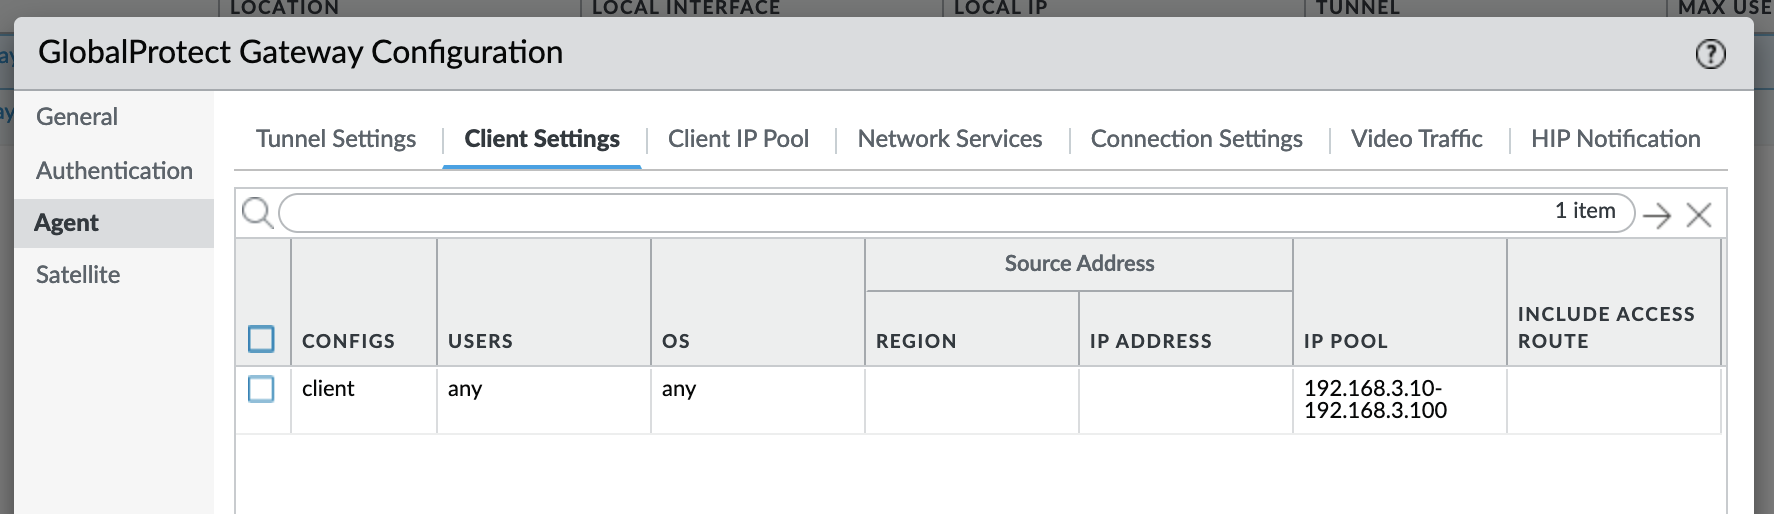 LOCATION
LOCAL INTERFACE
LOCAL IP
TUNNEL
MAX USE
GlobalProtect Gateway Configuration
?
ay
ay
General
Authentication
Agent
Satellite
Tunnel Settings
Client Settings
Client IP Pool
Network Services
Connection Settings
Video Traffic
HIP Notification
1 item
Source Address
CONFIGS
USERS
OS
REGION
IP ADDRESS
IP POOL
INCLUDE ACCESS
ROUTE
client
any
any
192.168.3.10-
192.168.3.100